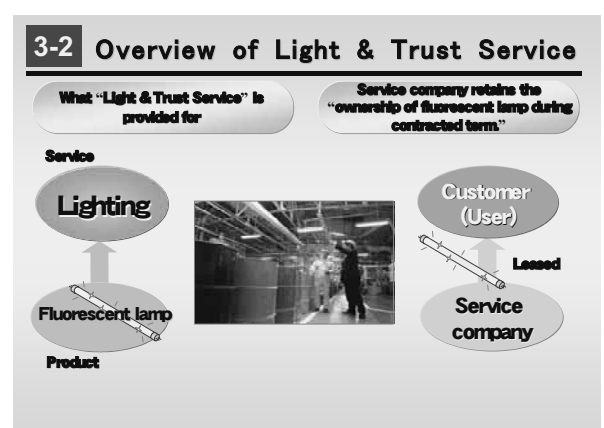 3-2 Overview of Light & Trust Service
What “Light & Trust Service” is
provided for
Service company retains the
“ownership of fluorescent lamp during
contracted term.”
Service
Lighting
Fluorescent lamp
Product
Customer
(User)
Leased
Service
company